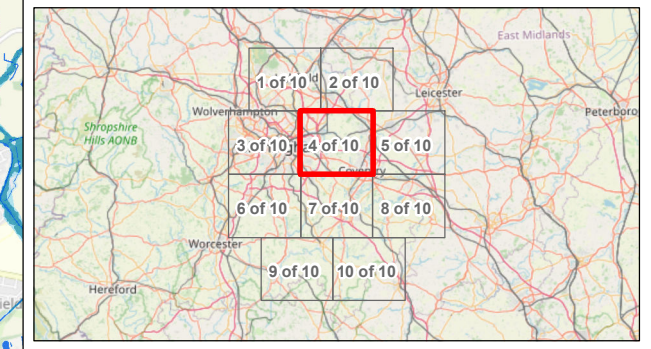 East Midlands
1 of 10 ld 2 of 10
Leicester
Wolverhampton
Peterboro
Shropshire
Hills AONB
3 of 10 4 of 10 5 of 10
Coventry
6 of 10 7 of 10 8 of 10
Worcester
9 of 10 10 of 10
Hereford
field